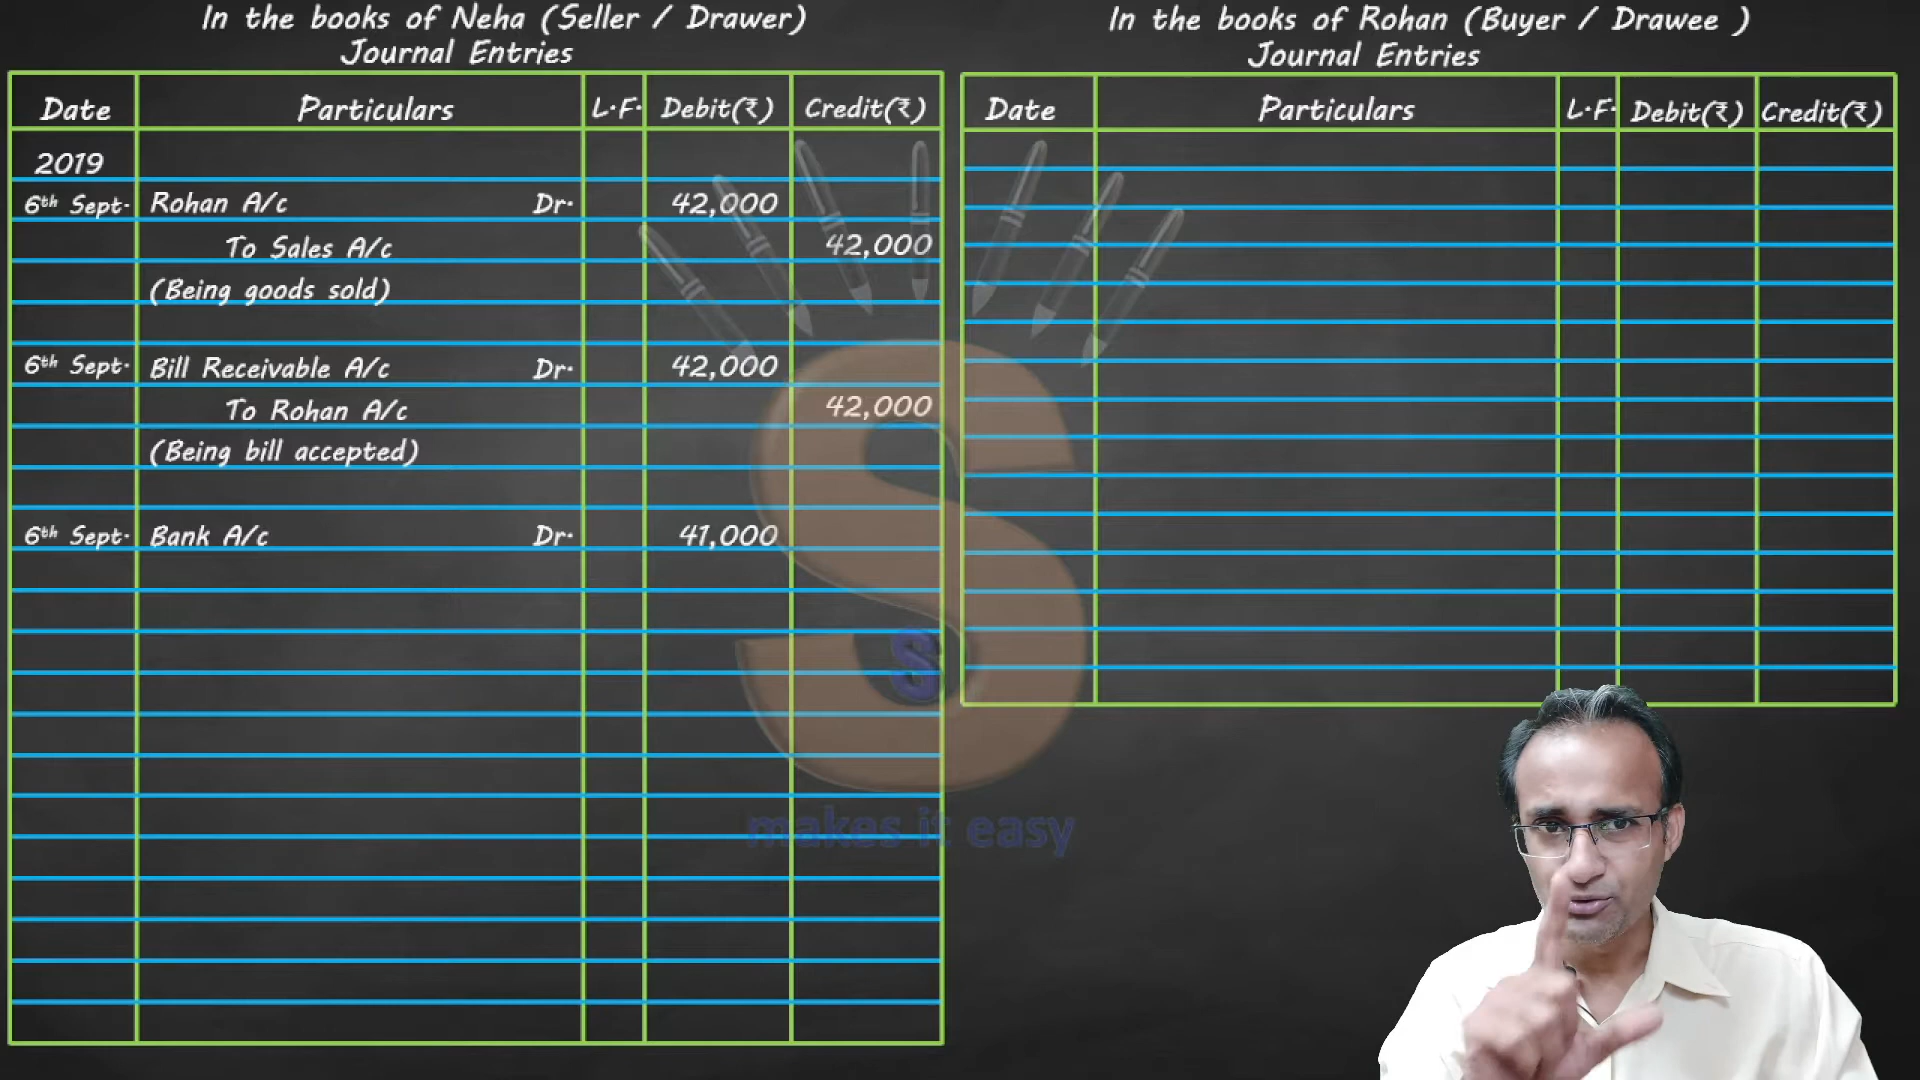 In the books of Neha (Seller / Drawer)
Journal Entries
Date Particulars L.F. Debit(₹) Credit(₹)
2019
6th Sept. Rohan A/c Dr. 42,000
To Sales A/c 42,000
(Being goods sold)
6th Sept. Bill Receivable A/c Dr. 42,000
To Rohan A/c 42,000
(Being bill accepted)
6th Sept. Bank A/c Dr. 41,000
In the books of Rohan (Buyer / Drawee )
Journal Entries
Date Particulars L.F. Debit(₹) Credit(₹)
S
S
makes it easy